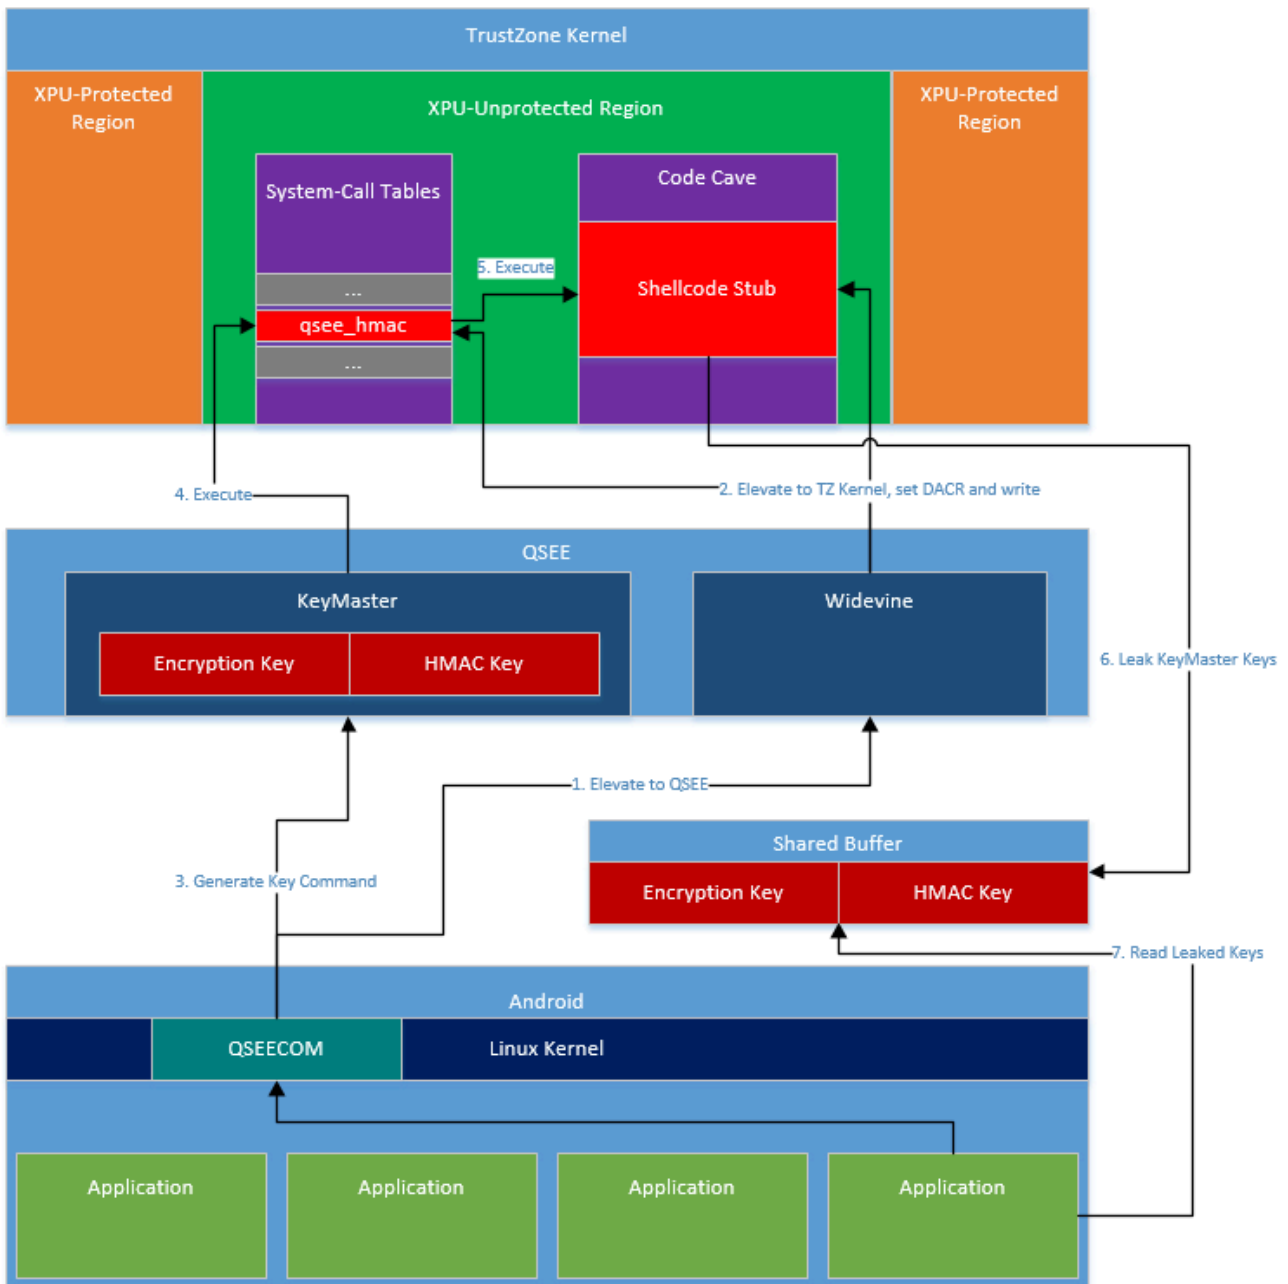 TrustZone Kernel
XPU-Protected
Region
XPU-Unprotected Region
XPU-Protected
Region
System-Call Tables
Code Cave
...
5. Execute
Shellcode Stub
qsee_hmac
...
4. Execute
2. Elevate to TZ Kernel, set DACR and write
QSEE
KeyMaster
Widevine
Encryption Key
HMAC Key
6. Leak KeyMaster Keys
1. Elevate to QSEE
Shared Buffer
3. Generate Key Command
Encryption Key
HMAC Key
7. Read Leaked Keys
Android
QSEECOM
Linux Kernel
Application
Application
Application
Application